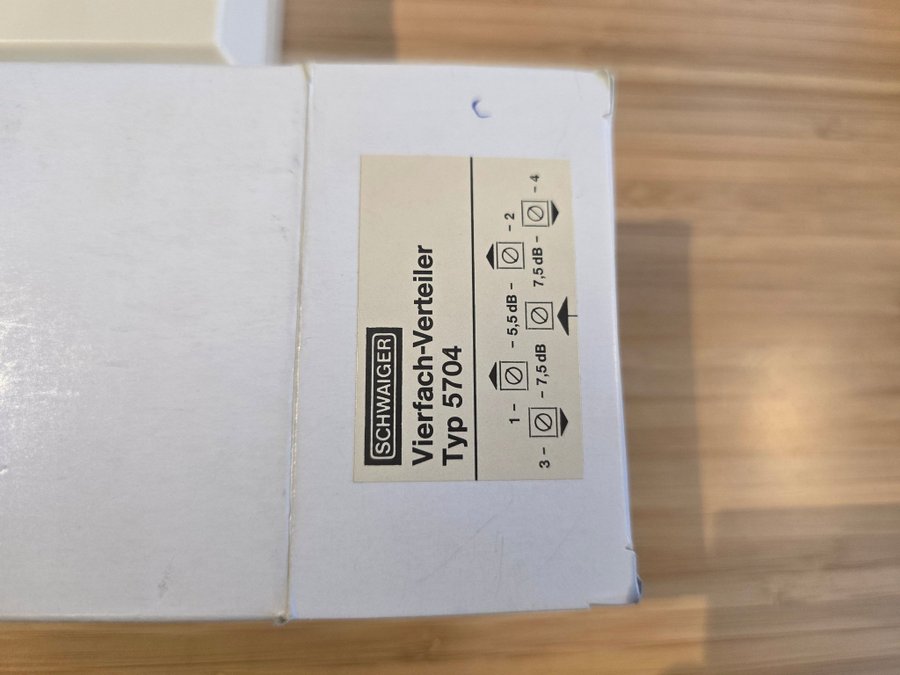 SCHWAIGER
Vierfach-Verteiler
Typ 5704
1 - - 5,5 dB - - 2
3 - - 7,5 dB 7,5 dB - - 4